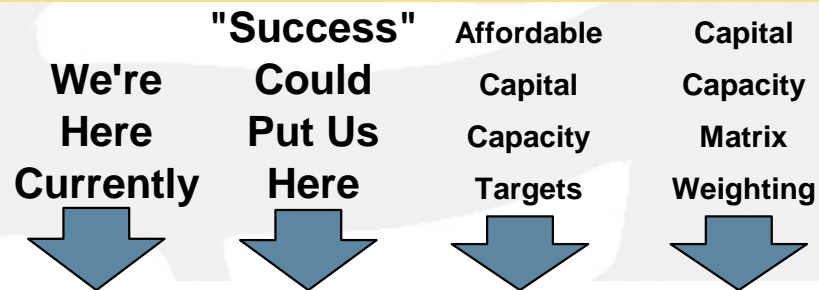 We're
Here
Currently
"Success"
Could
Put Us
Here
Affordable
Capital
Capacity
Targets
Capital
Capacity
Matrix
Weighting